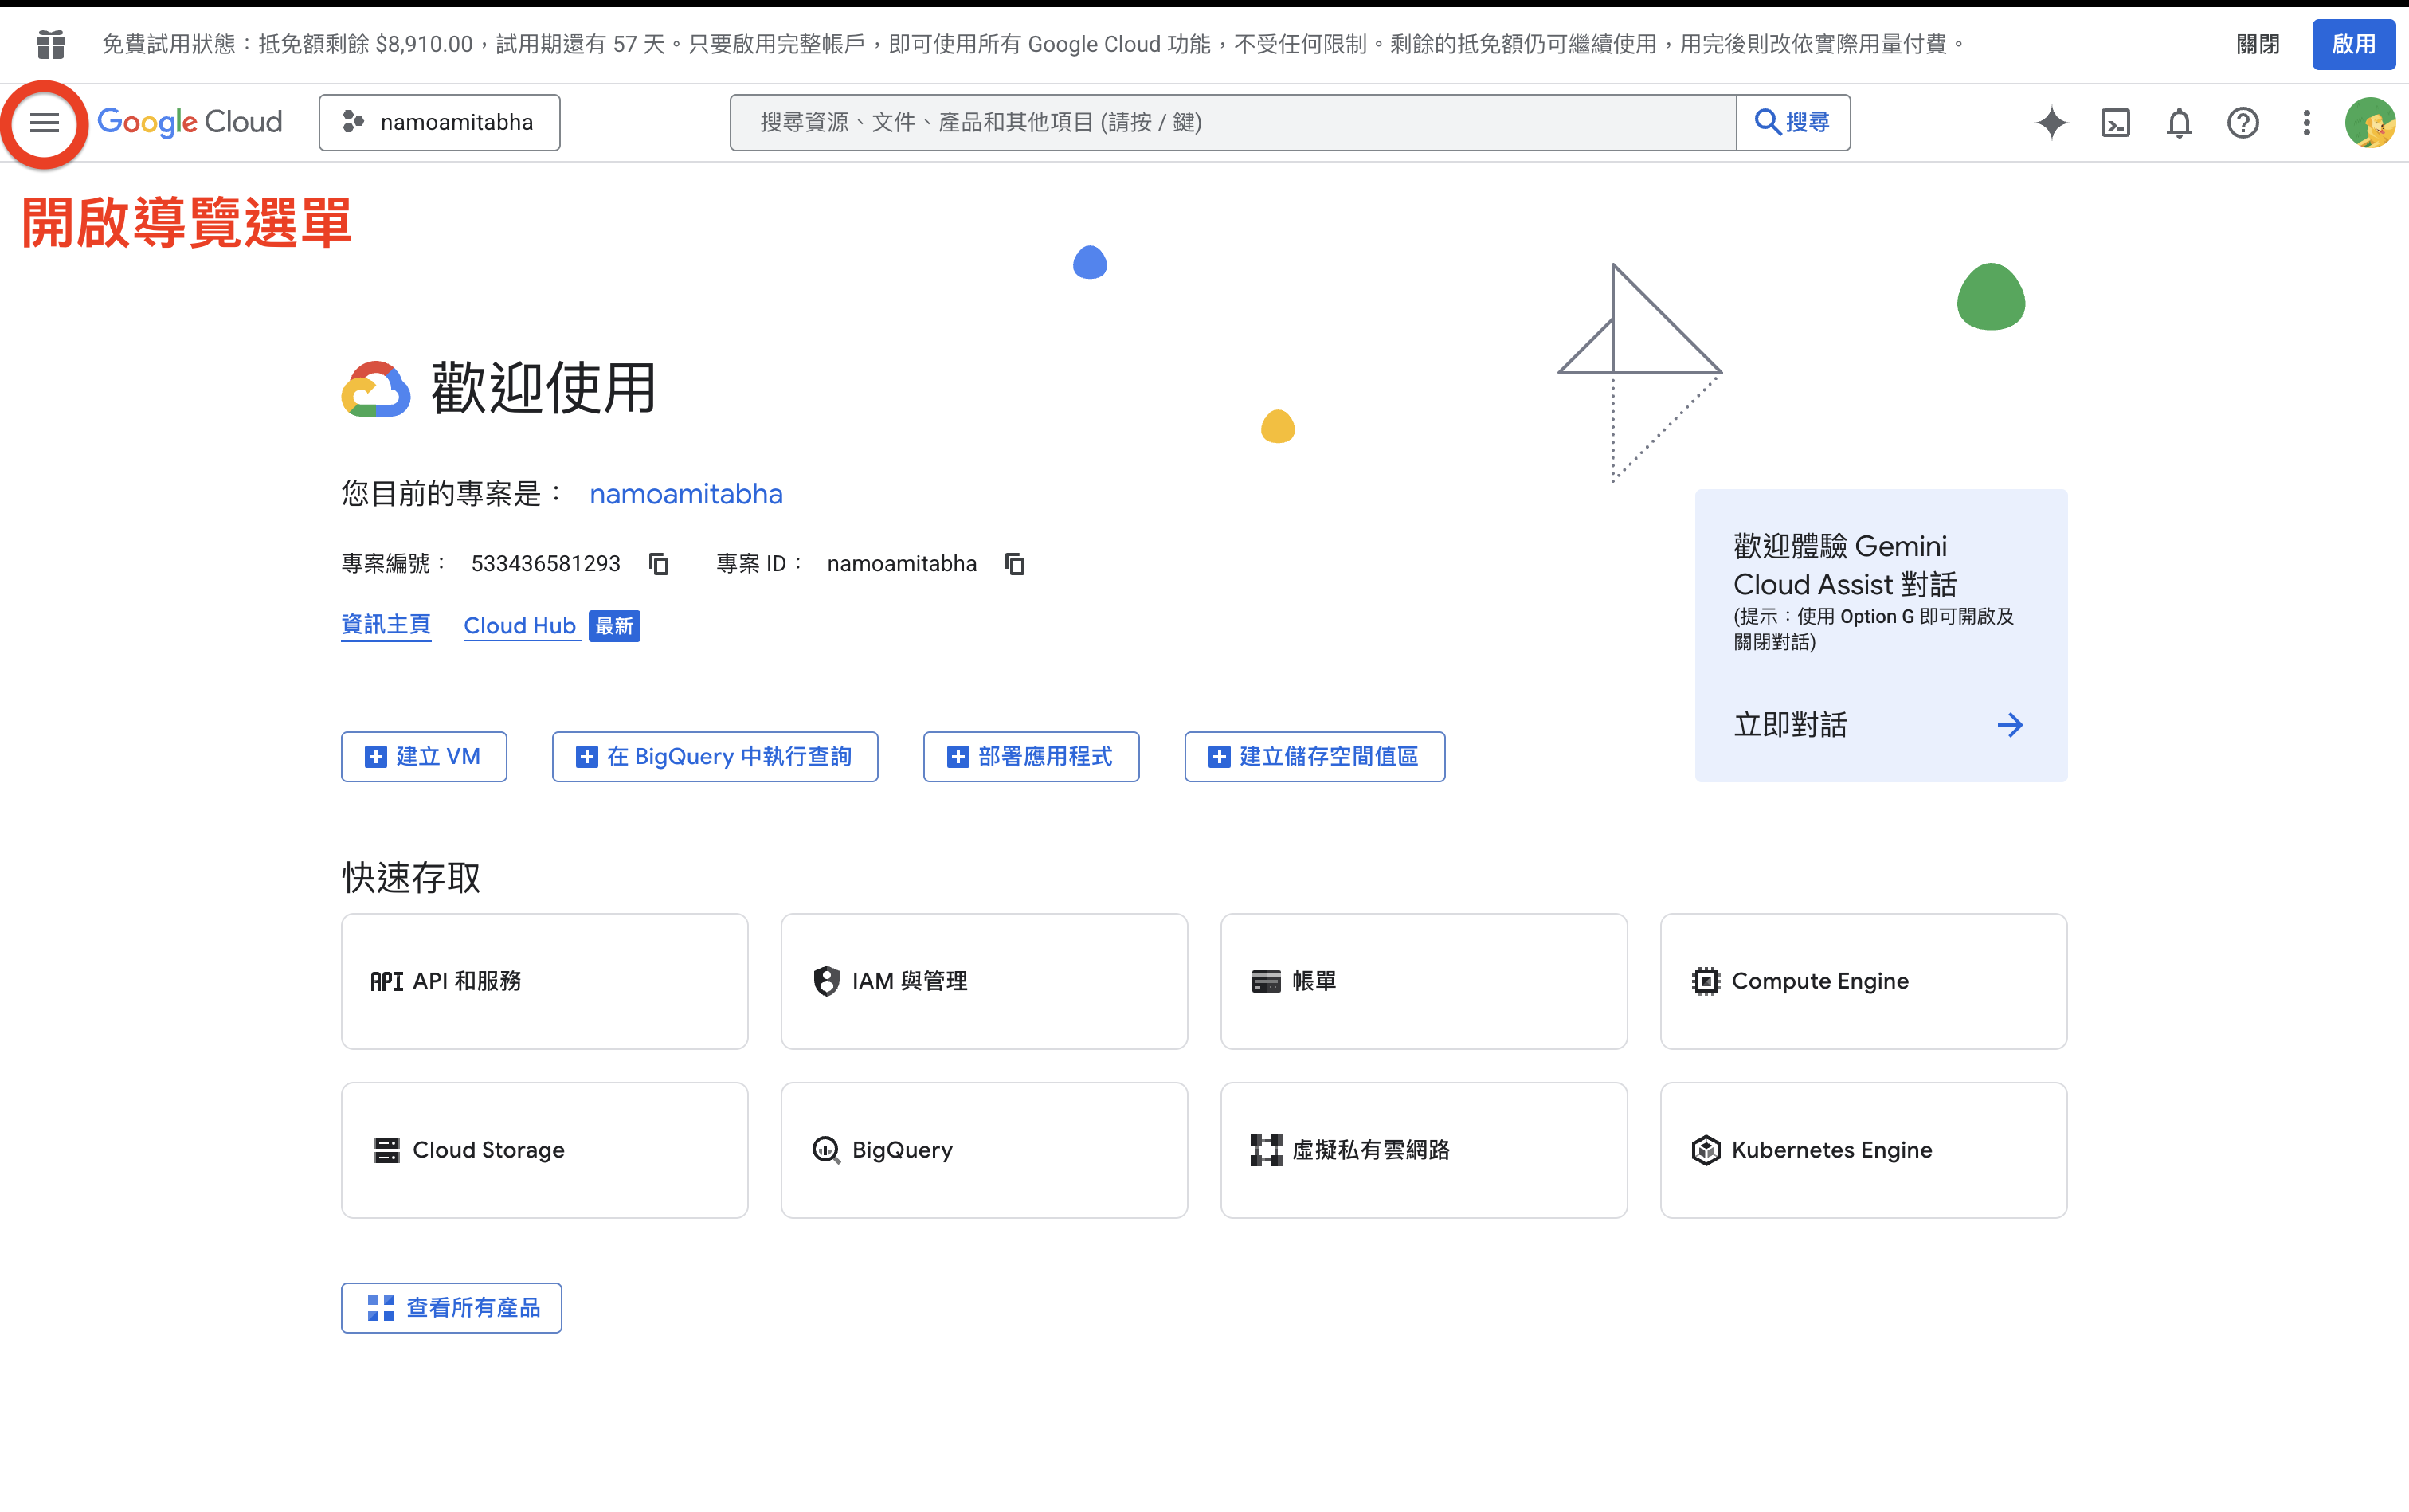 免費試用狀態：抵免額剩餘 $8,910.00，試用期還有 57 天。只要啟用完整帳戶，即可使用所有 Google Cloud 功能，不受任何限制。剩餘的抵免額仍可繼續使用，用完後則改依實際用量付費。
關閉
啟用
Google Cloud
namoamitabha
搜尋資源、文件、產品和其他項目 (請按 / 鍵)
搜尋
開啟導覽選單
歡迎使用
您目前的專案是： namoamitabha
專案編號： 533436581293 專案 ID： namoamitabha
資訊主頁 Cloud Hub 最新
歡迎體驗 Gemini
Cloud Assist 對話
(提示：使用 Option G 即可開啟及
關閉對話)
立即對話
建立 VM
在 BigQuery 中執行查詢
部署應用程式
建立儲存空間值區
快速存取
API API 和服務
IAM 與管理
帳單
Compute Engine
Cloud Storage
BigQuery
虛擬私有雲網路
Kubernetes Engine
查看所有產品